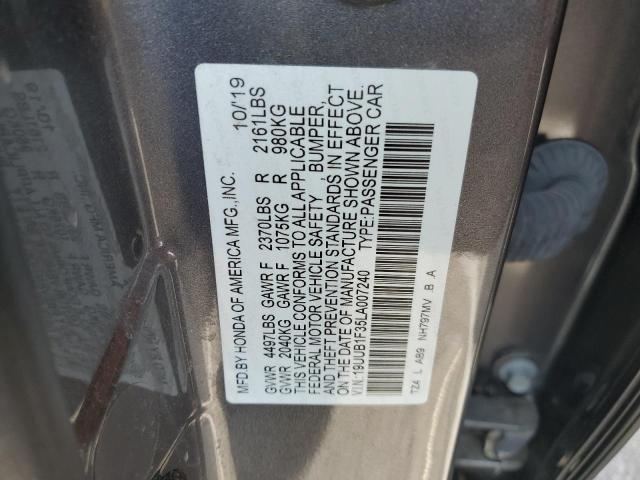 MFD.BY HONDA OF AMERICA MFG.,INC. 10/'19
GVWR 4497LBS GAWR F 2370LBS R 2161LBS
GVWR 2040KG GAWR F 1075KG R 980KG
THIS VEHICLE CONFORMS TO ALL APPLICABLE
FEDERAL MOTOR VEHICLE SAFETY, BUMPER,
AND THEFT PREVENTION STANDARDS IN EFFECT
ON THE DATE OF MANUFACTURE SHOWN ABOVE.
V.I.N:19UUB1F35LA007240 TYPE:PASSENGER CAR
TZ4 L A89 NH797MV B A